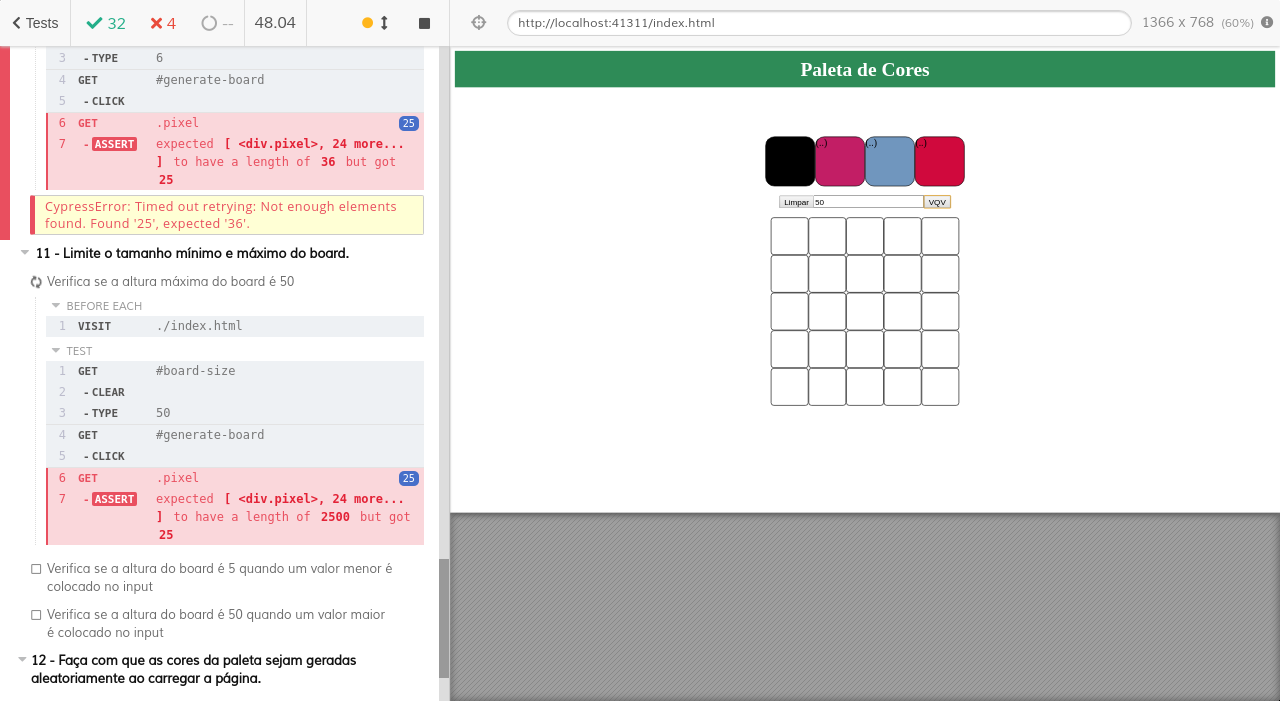 Tests
32
4
--
48.04
http://localhost:41311/index.html
1366 x 768 (60%)
3 - TYPE 6
4 GET #generate-board
5 - CLICK
6 GET .pixel 25
7 - ASSERT expected [ <div.pixel>, 24 more...
] to have a length of 36 but got
25
CypressError: Timed out retrying: Not enough elements
found. Found '25', expected '36'.
11 - Limite o tamanho mínimo e máximo do board.
Verifica se a altura máxima do board é 50
BEFORE EACH
1 VISIT ./index.html
TEST
1 GET #board-size
2 - CLEAR
3 - TYPE 50
4 GET #generate-board
5 - CLICK
6 GET .pixel 25
7 - ASSERT expected [ <div.pixel>, 24 more...
] to have a length of 2500 but got
25
Verifica se a altura do board é 5 quando um valor menor é
colocado no input
Verifica se a altura do board é 50 quando um valor maior
é colocado no input
12 - Faça com que as cores da paleta sejam geradas
aleatoriamente ao carregar a página.
Paleta de Cores
(..) (..) (..)
Limpar 50 VQV